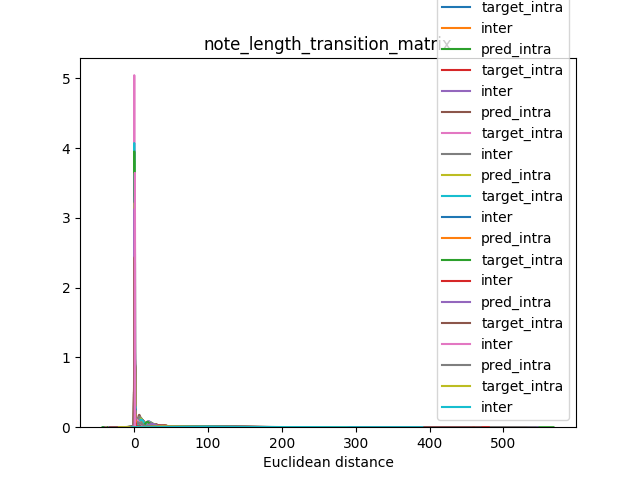 target_intra
inter
note_length_transition_matrix
pred_intra
target_intra
inter
pred_intra
target_intra
inter
pred_intra
target_intra
inter
pred_intra
target_intra
inter
pred_intra
target_intra
inter
pred_intra
target_intra
inter
5
4
3
2
1
0
0
100
200
300
400
500
Euclidean distance